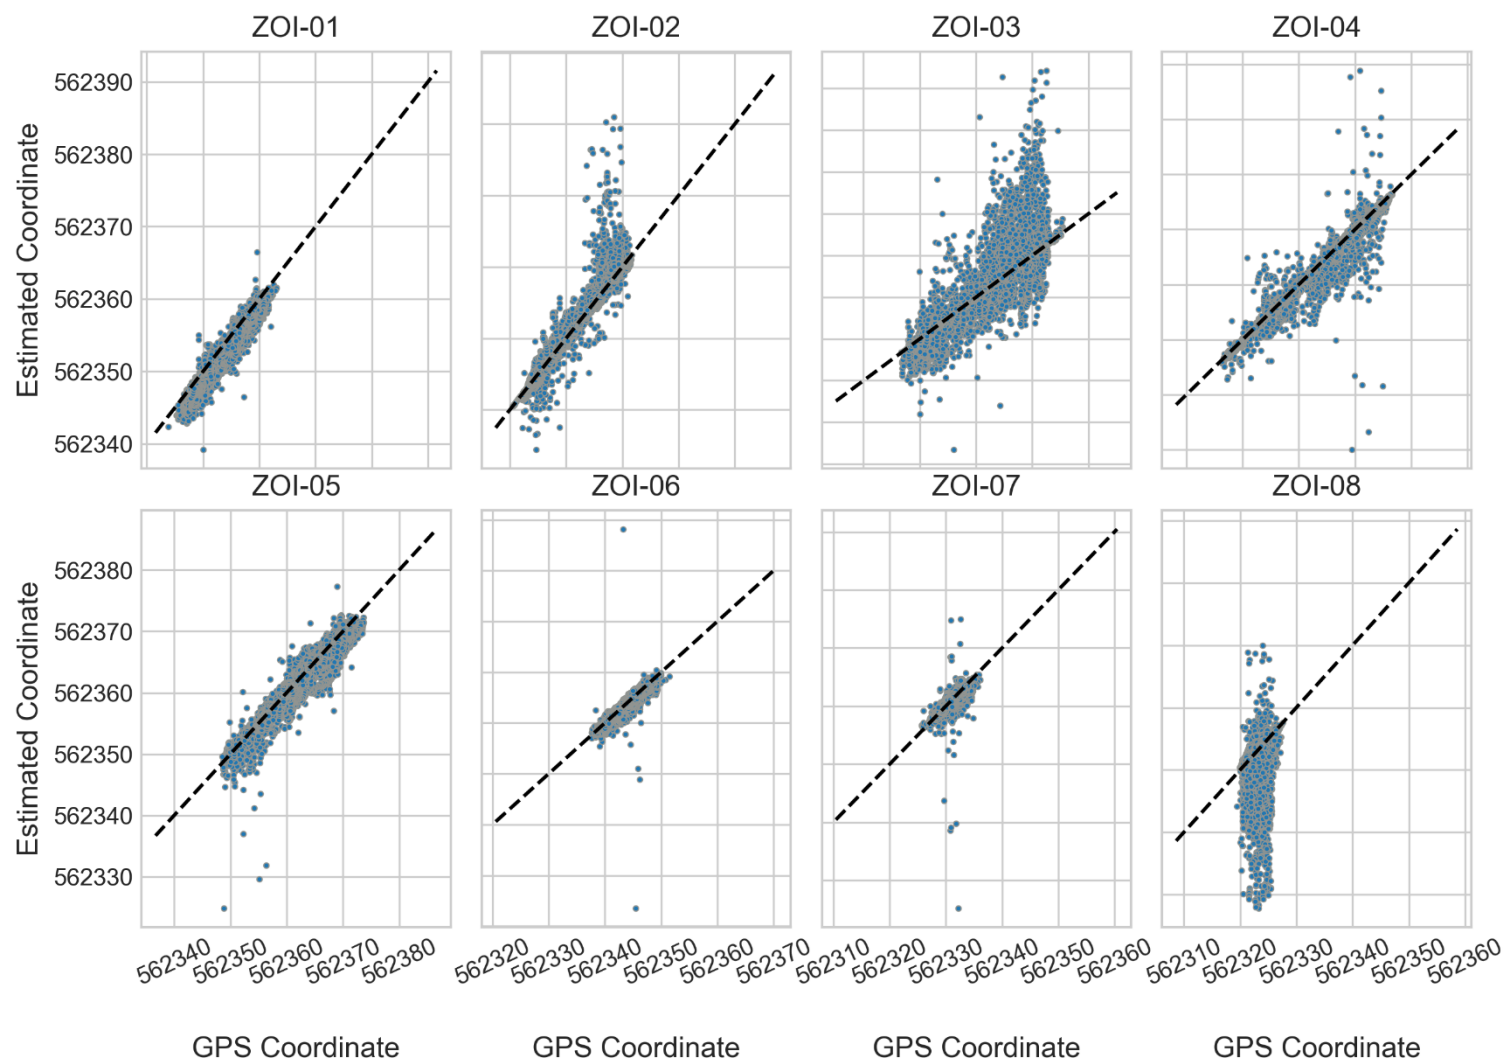 ZOI-01 ZOI-02 ZOI-03 ZOI-04
Estimated Coordinate
562390
562380
562370
562360
562350
562340
ZOI-05 ZOI-06 ZOI-07 ZOI-08
Estimated Coordinate
562380
562370
562360
562350
562340
562330
562340 562350 562360 562370 562380 562320 562330 562340 562350 562360 562370 562310 562320 562330 562340 562350 562360 562310 562320 562330 562340 562350 562360
GPS Coordinate GPS Coordinate GPS Coordinate GPS Coordinate